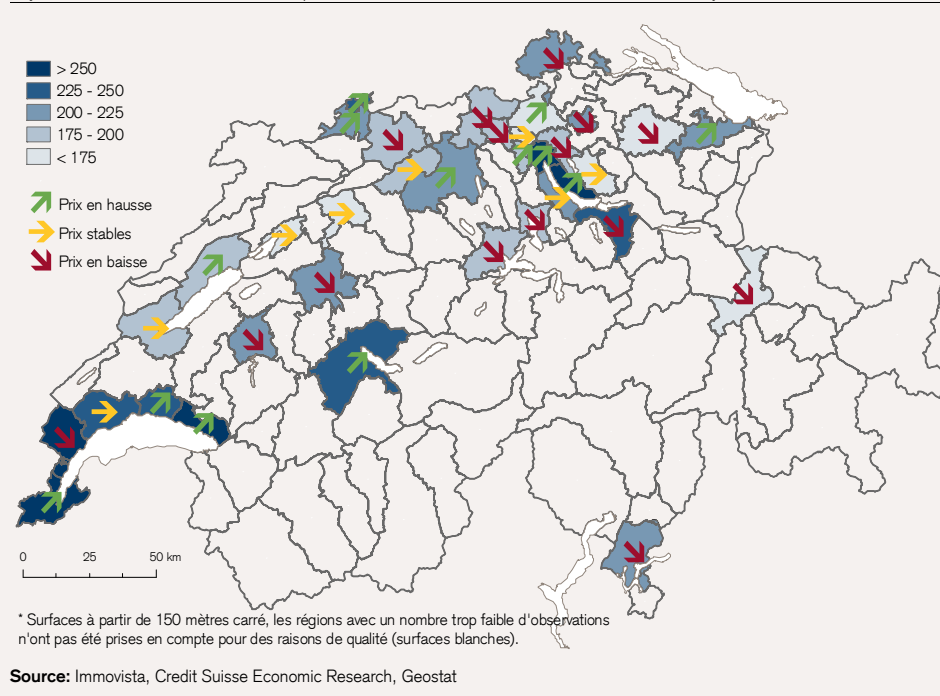 > 250
225 - 250
200 - 225
175 - 200
< 175
Prix en hausse
Prix stables
Prix en baisse
0 25 50 km
* Surfaces à partir de 150 mètres carré, les régions avec un nombre trop faible d'observations
n'ont pas été prises en compte pour des raisons de qualité (surfaces blanches).
Source: Immovista, Credit Suisse Economic Research, Geostat